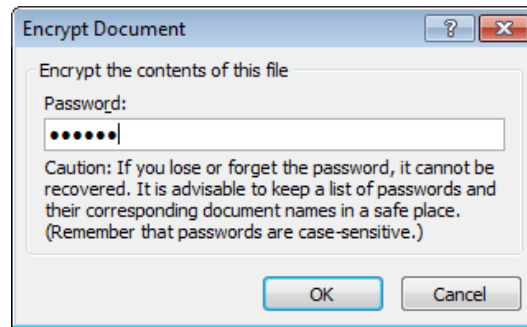 Encrypt Document
Encrypt the contents of this file
Password:
••••••
Caution: If you lose or forget the password, it cannot be
recovered. It is advisable to keep a list of passwords and
their corresponding document names in a safe place.
(Remember that passwords are case-sensitive.)
OK Cancel